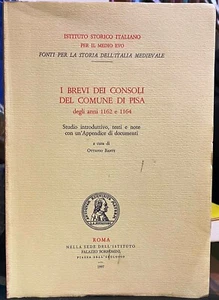 ISTITUTO STORICO ITALIANO
PER IL MEDIO EVO
FONTI PER LA STORIA DELL'ITALIA MEDIEVALE
I BREVI DEI CONSOLI
DEL COMUNE DI PISA
degli anni 1162 e 1164
Studio introduttivo, testi e note
con un'Appendice di documenti
a cura di
OTTAVIO BANTI
ROMA
NELLA SEDE DELL'ISTITUTO
PALAZZO BORROMINI
PIAZZA DELL'OROLOGIO
1997